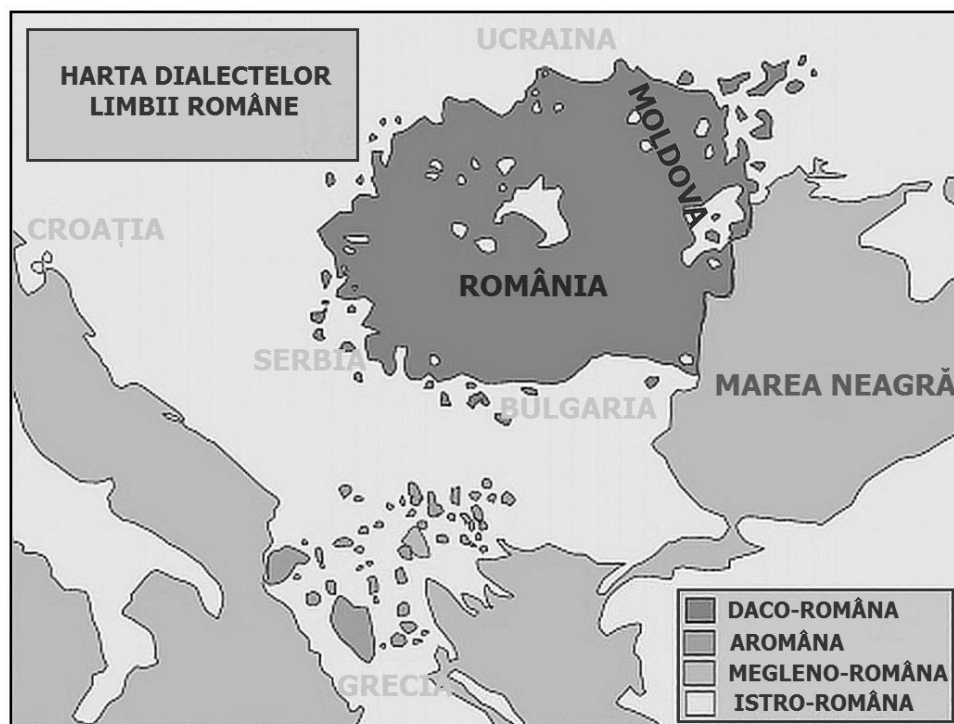 HARTA DIALECTELOR
LIMBII ROMÂNE
UCRAINA
MOLDOVA
CROAȚIA
ROMÂNIA
SERBIA
BULGARIA
MAREA NEAGRĂ
GRECIA
DACO-ROMÂNA
AROMÂNA
MEGLENO-ROMÂNA
ISTRO-ROMÂNA